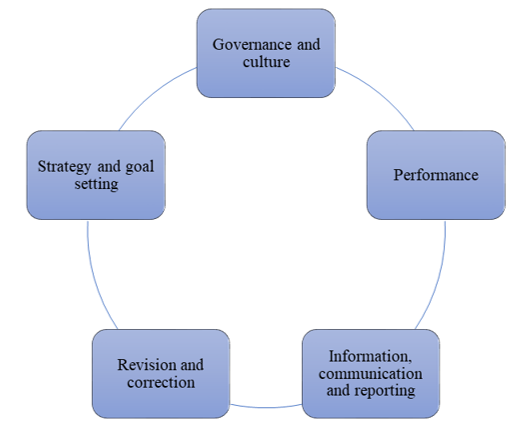 Governance and
culture
Strategy and goal
setting
Performance
Revision and
correction
Information,
communication
and reporting